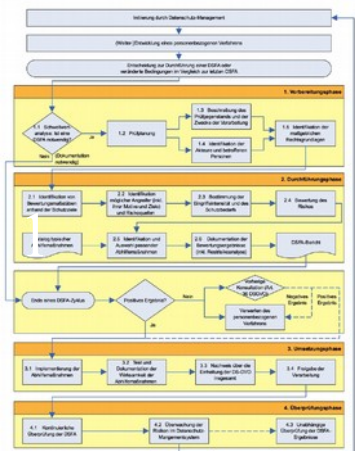 Initiierung durch Datenschutz-Management
(Weiter-)Entwicklung eines personenbezogenen Verfahrens
Entscheidung zur Durchführung einer DSFA oder
veränderte Bedingungen im Vergleich zur letzten DSFA
1. Vorbereitungsphase
1.1 Schwellwert-
analyse: Ist eine
DSFA notwendig?
Ja
Nein
(Dokumentation
notwendig)
1.2 Prüfplanung
1.3 Beschreibung des
Prüfgegenstands und der
Zwecke der Verarbeitung
1.4 Identifikation der
Akteure und betroffenen
Personen
1.5 Identifikation der
maßgeblichen
Rechtsgrundlagen
2. Durchführungsphase
2.1 Identifikation von
Bewertungsmaßstäben
anhand der Schutzziele
2.2 Identifikation
möglicher Angreifer (inkl.
ihrer Motive und Ziele)
und Risikoquellen
2.3 Bestimmung der
Eingriffsintensität und
des Schutzbedarfs
2.4 Bewertung des
Risikos
typischer
Abhilfemaßnahmen
2.5 Identifikation und
Auswahl passender
Abhilfemaßnahmen
2.6 Dokumentation der
Bewertungsergebnisse
(inkl. Restrisikoanalyse)
DSFA-Bericht
Ende eines DSFA-Zyklus
Positives Ergebnis?
Nein
Ja
Vorherige
Konsultation (Art.
36 DSGVO)
Negatives
Ergebnis
Positives
Ergebnis
Verwerfen des
personenbezogenen
Verfahrens
3. Umsetzungsphase
3.1 Implementierung der
Abhilfemaßnahmen
3.2 Test und
Dokumentation der
Wirksamkeit der
Abhilfemaßnahmen
3.3 Nachweis über die
Einhaltung der DS-GVO
insgesamt
3.4 Freigabe der
Verarbeitung
4. Überprüfungsphase
4.1 Kontinuierliche
Überprüfung der DSFA
4.2 Überwachung der
Risiken im Datenschutz-
Managementsystem
4.3 Unabhängige
Überprüfung der DSFA-
Ergebnisse